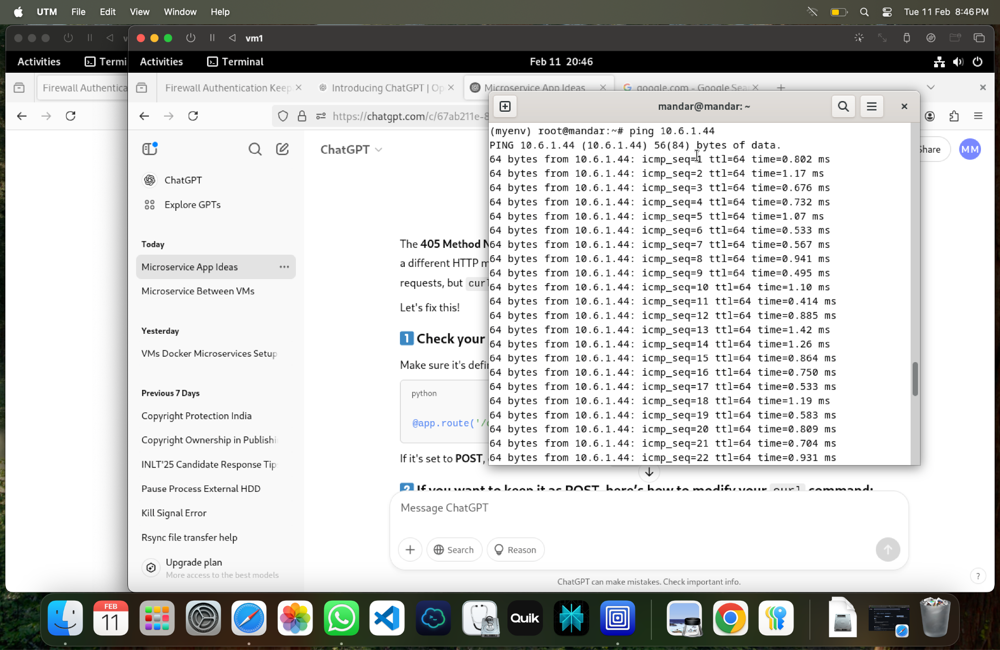 UTM File Edit View Window Help
Tue 11 Feb 8:46 PM
vm1
Activities
Activities Terminal
Feb 11 20:46
Firewall Authentica
Firewall Authentication Keep
Introducing ChatGPT | Op
Microservice App Ideas
google.com - Google Sea
https://chatgpt.com/c/67ab211e-8
mandar@mandar: ~
(myenv) root@mandar:~# ping 10.6.1.44
PING 10.6.1.44 (10.6.1.44) 56(84) bytes of data.
64 bytes from 10.6.1.44: icmp_seq=1 ttl=64 time=0.802 ms
64 bytes from 10.6.1.44: icmp_seq=2 ttl=64 time=1.17 ms
64 bytes from 10.6.1.44: icmp_seq=3 ttl=64 time=0.676 ms
64 bytes from 10.6.1.44: icmp_seq=4 ttl=64 time=0.732 ms
64 bytes from 10.6.1.44: icmp_seq=5 ttl=64 time=1.07 ms
64 bytes from 10.6.1.44: icmp_seq=6 ttl=64 time=0.533 ms
64 bytes from 10.6.1.44: icmp_seq=7 ttl=64 time=0.567 ms
64 bytes from 10.6.1.44: icmp_seq=8 ttl=64 time=0.941 ms
64 bytes from 10.6.1.44: icmp_seq=9 ttl=64 time=0.495 ms
64 bytes from 10.6.1.44: icmp_seq=10 ttl=64 time=1.10 ms
64 bytes from 10.6.1.44: icmp_seq=11 ttl=64 time=0.414 ms
64 bytes from 10.6.1.44: icmp_seq=12 ttl=64 time=0.885 ms
64 bytes from 10.6.1.44: icmp_seq=13 ttl=64 time=1.42 ms
64 bytes from 10.6.1.44: icmp_seq=14 ttl=64 time=1.26 ms
64 bytes from 10.6.1.44: icmp_seq=15 ttl=64 time=0.864 ms
64 bytes from 10.6.1.44: icmp_seq=16 ttl=64 time=0.750 ms
64 bytes from 10.6.1.44: icmp_seq=17 ttl=64 time=0.533 ms
64 bytes from 10.6.1.44: icmp_seq=18 ttl=64 time=1.19 ms
64 bytes from 10.6.1.44: icmp_seq=19 ttl=64 time=0.583 ms
64 bytes from 10.6.1.44: icmp_seq=20 ttl=64 time=0.809 ms
64 bytes from 10.6.1.44: icmp_seq=21 ttl=64 time=0.704 ms
64 bytes from 10.6.1.44: icmp_seq=22 ttl=64 time=0.931 ms
ChatGPT
Explore GPTs
Today
Microservice App Ideas
Microservice Between VMs
Yesterday
VMs Docker Microservices Setup
Previous 7 Days
Copyright Protection India
Copyright Ownership in Publishi
INLT'25 Candidate Response Tip
Pause Process External HDD
Kill Signal Error
Rsync file transfer help
Upgrade plan
More access to the best models
ChatGPT
Share
MM
The 405 Method N
a different HTTP m
requests, but curl
Let's fix this!
1 Check your
Make sure it's defi
python
@app.route('/
If it's set to POST,
2 If you want to keep it as POST, here's how to modify your curl command:
Message ChatGPT
Search
Reason
ChatGPT can make mistakes. Check important info.
?
FEB
11
Quik